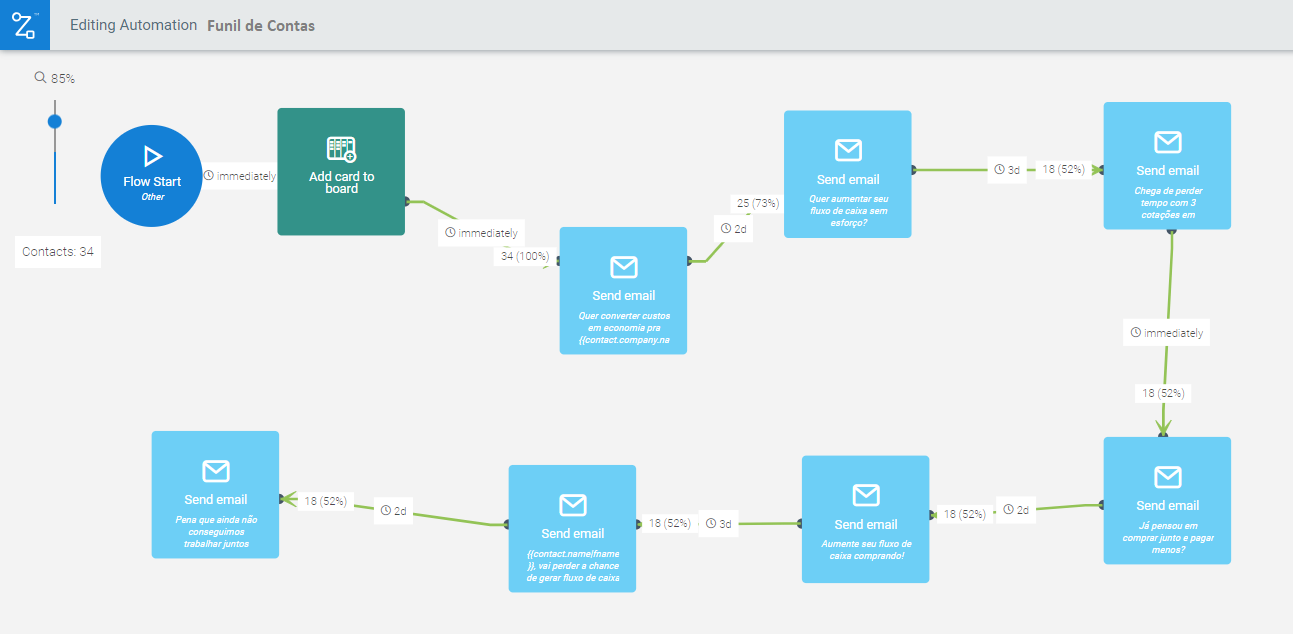 Editing Automation Funil de Contas
85%
Flow Start
Other
Contacts: 34
immediately
Add card to
board
immediately
34 (100%)
Send email
Quer converter custos
em economia pra
{{contact.company.na
2d
25 (73%)
Send email
Quer aumentar seu
fluxo de caixa sem
esforço?
3d
18 (52%)
Send email
Chega de perder
tempo com 3
cotações em
immediately
18 (52%)
Send email
Já pensou em
comprar junto e pagar
menos?
2d
18 (52%)
Send email
Aumente seu fluxo de
caixa comprando!
3d
18 (52%)
Send email
{{contact.name|fname
}}, vai perder a chance
de gerar fluxo de caixa
2d
18 (52%)
Send email
Pena que ainda não
conseguimos
trabalhar juntos